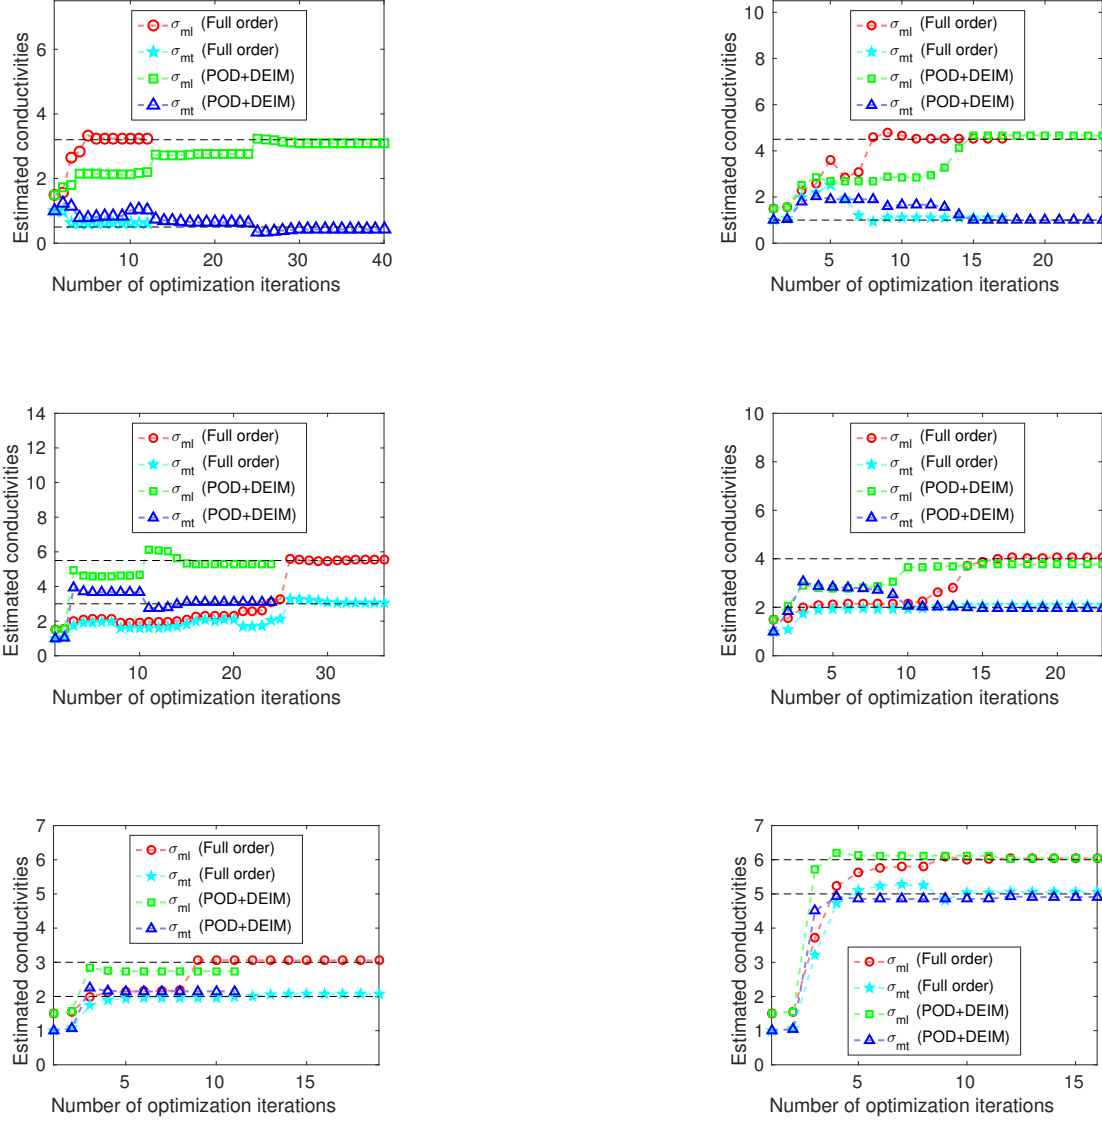 Estimated conductivities
6
4
2
0
10
20
30
40
Number of optimization iterations
σml (Full order)
σmt (Full order)
σml (POD+DEIM)
σmt (POD+DEIM)
Estimated conductivities
10
8
6
4
2
0
5
10
15
20
Number of optimization iterations
σml (Full order)
σmt (Full order)
σml (POD+DEIM)
σmt (POD+DEIM)
Estimated conductivities
14
12
10
8
6
4
2
0
10
20
30
Number of optimization iterations
σml (Full order)
σmt (Full order)
σml (POD+DEIM)
σmt (POD+DEIM)
Estimated conductivities
10
8
6
4
2
0
5
10
15
20
Number of optimization iterations
σml (Full order)
σmt (Full order)
σml (POD+DEIM)
σmt (POD+DEIM)
Estimated conductivities
7
6
5
4
3
2
1
0
5
10
15
Number of optimization iterations
σml (Full order)
σmt (Full order)
σml (POD+DEIM)
σmt (POD+DEIM)
Estimated conductivities
7
6
5
4
3
2
1
0
5
10
15
Number of optimization iterations
σml (Full order)
σmt (Full order)
σml (POD+DEIM)
σmt (POD+DEIM)